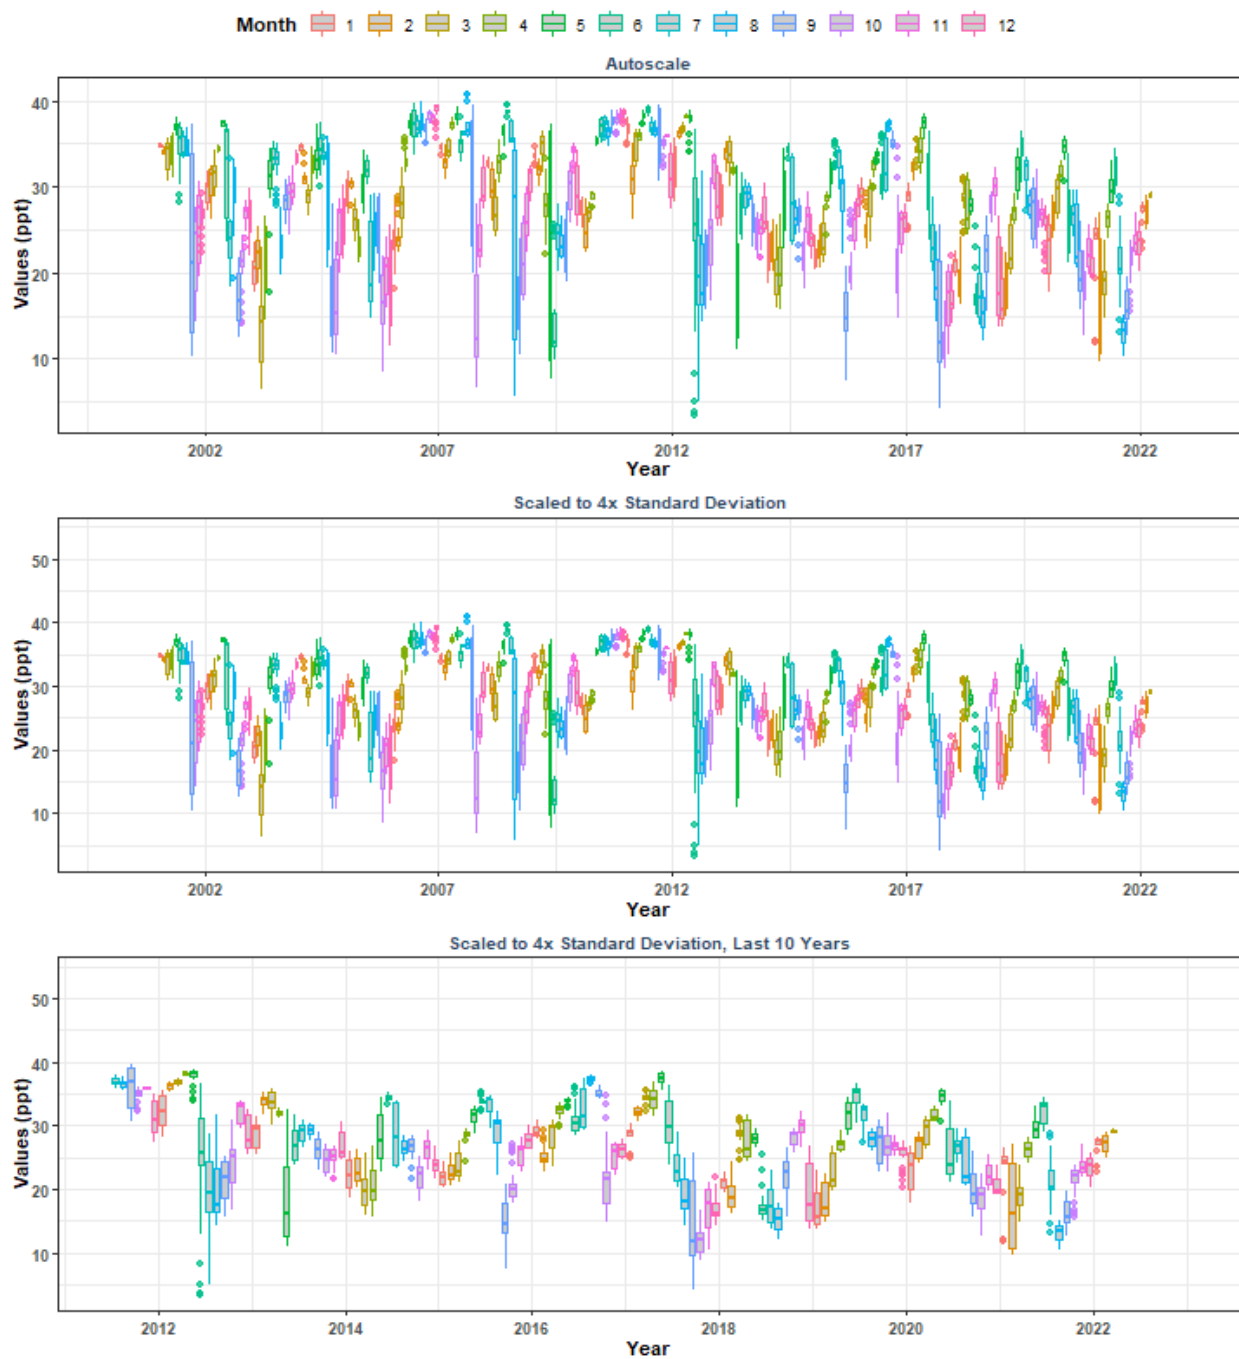 Month 1 2 3 4 5 6 7 8 9 10 11 12
Autoscale
Values (ppt)
40
30
20
10
2002 2007 2012 2017 2022
Year
Scaled to 4x Standard Deviation
Values (ppt)
50
40
30
20
10
2002 2007 2012 2017 2022
Year
Scaled to 4x Standard Deviation, Last 10 Years
Values (ppt)
50
40
30
20
10
2012 2014 2016 2018 2020 2022
Year